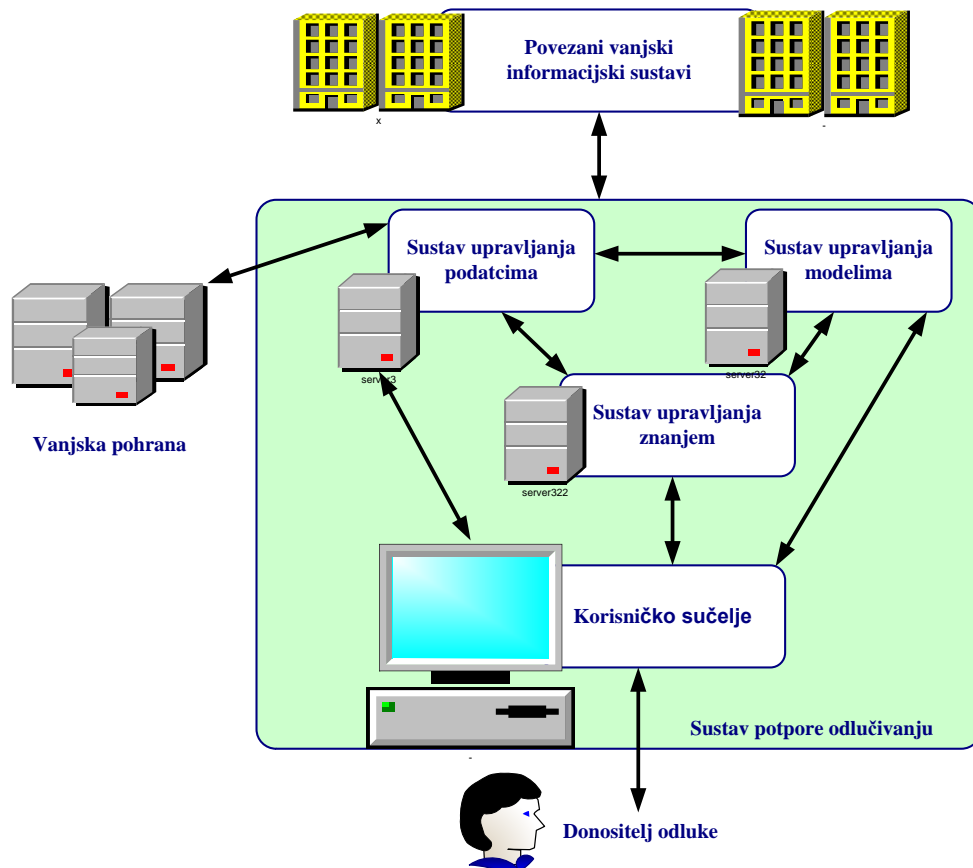 Povezani vanjski
informacijski sustavi
x
-
Sustav upravljanja
podatcima
Sustav upravljanja
modelima
server3
server32
Sustav upravljanja
znanjem
Vanjska pohrana
server322
Korisničko sučelje
Sustav potpore odlučivanju
-
Donositelj odluke